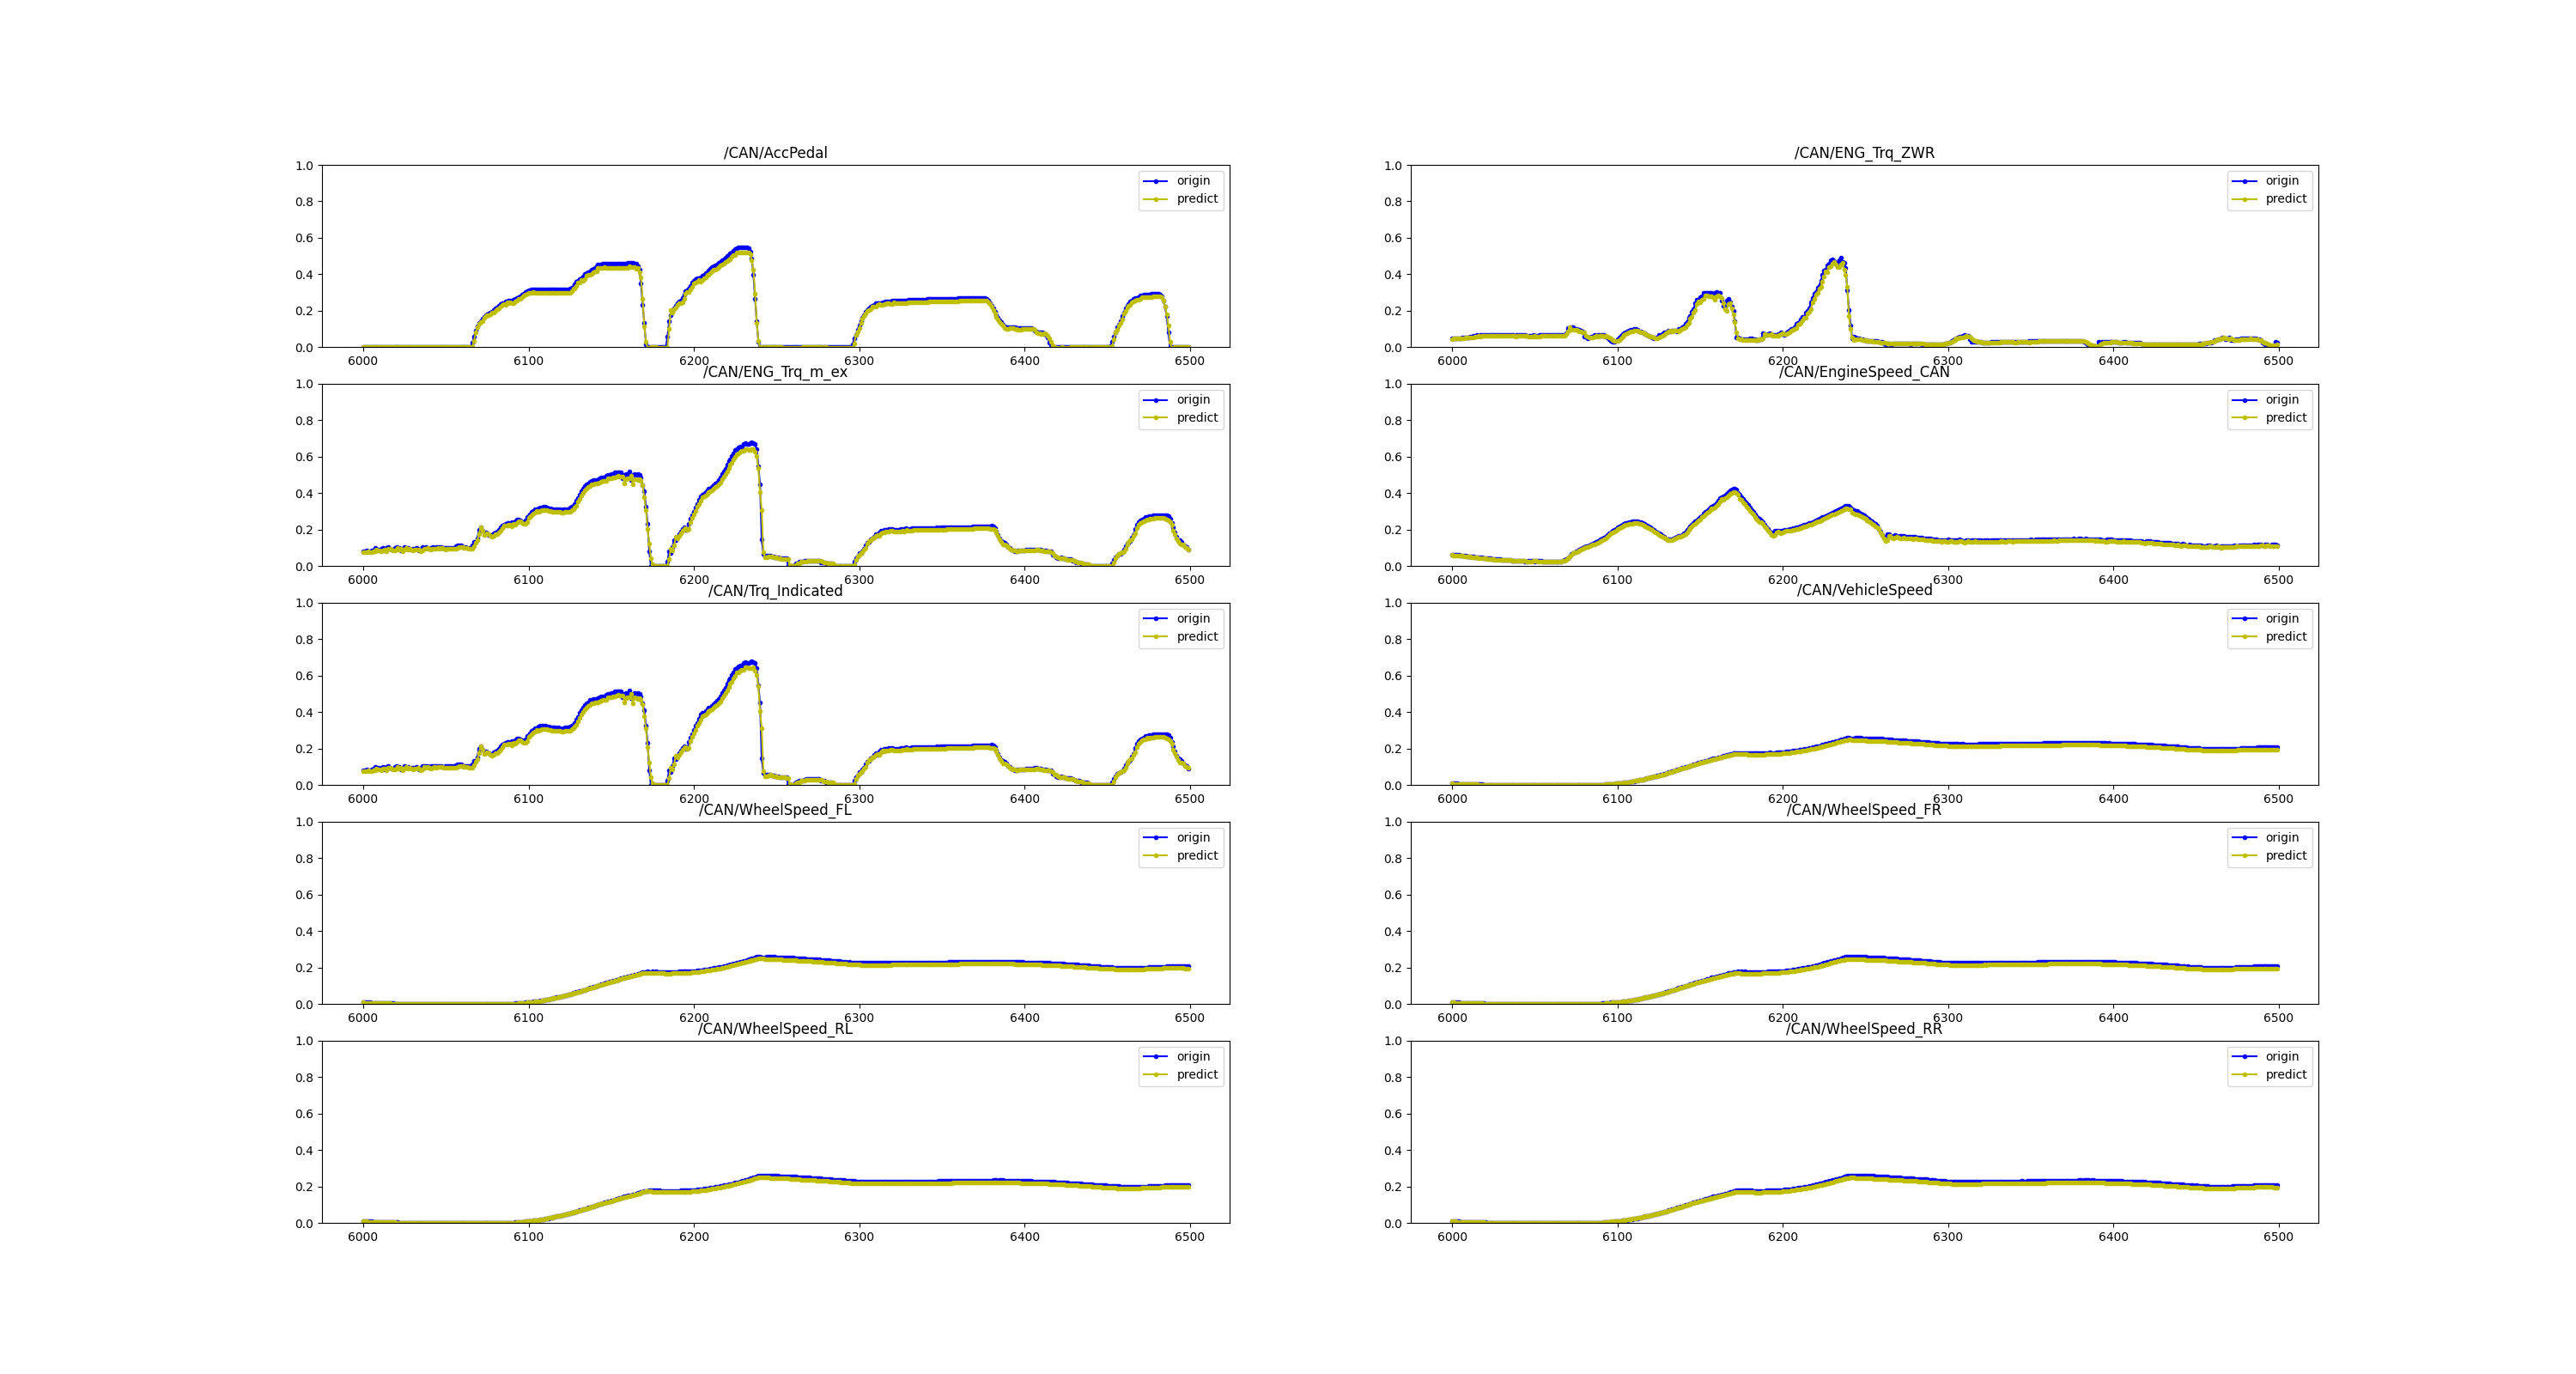 /CAN/AccPedal
1.0
0.8
0.6
0.4
0.2
0.0
origin
predict
6000 6100 6200 6300 6400 6500
/CAN/ENG_Trq_ZWR
1.0
0.8
0.6
0.4
0.2
0.0
origin
predict
6000 6100 6200 6300 6400 6500
/CAN/ENG_Trq_m_ex
1.0
0.8
0.6
0.4
0.2
0.0
origin
predict
6000 6100 6200 6300 6400 6500
/CAN/EngineSpeed_CAN
1.0
0.8
0.6
0.4
0.2
0.0
origin
predict
6000 6100 6200 6300 6400 6500
/CAN/Trq_Indicated
1.0
0.8
0.6
0.4
0.2
0.0
origin
predict
6000 6100 6200 6300 6400 6500
/CAN/VehicleSpeed
1.0
0.8
0.6
0.4
0.2
0.0
origin
predict
6000 6100 6200 6300 6400 6500
/CAN/WheelSpeed_FL
1.0
0.8
0.6
0.4
0.2
0.0
origin
predict
6000 6100 6200 6300 6400 6500
/CAN/WheelSpeed_FR
1.0
0.8
0.6
0.4
0.2
0.0
origin
predict
6000 6100 6200 6300 6400 6500
/CAN/WheelSpeed_RL
1.0
0.8
0.6
0.4
0.2
0.0
origin
predict
6000 6100 6200 6300 6400 6500
/CAN/WheelSpeed_RR
1.0
0.8
0.6
0.4
0.2
0.0
origin
predict
6000 6100 6200 6300 6400 6500